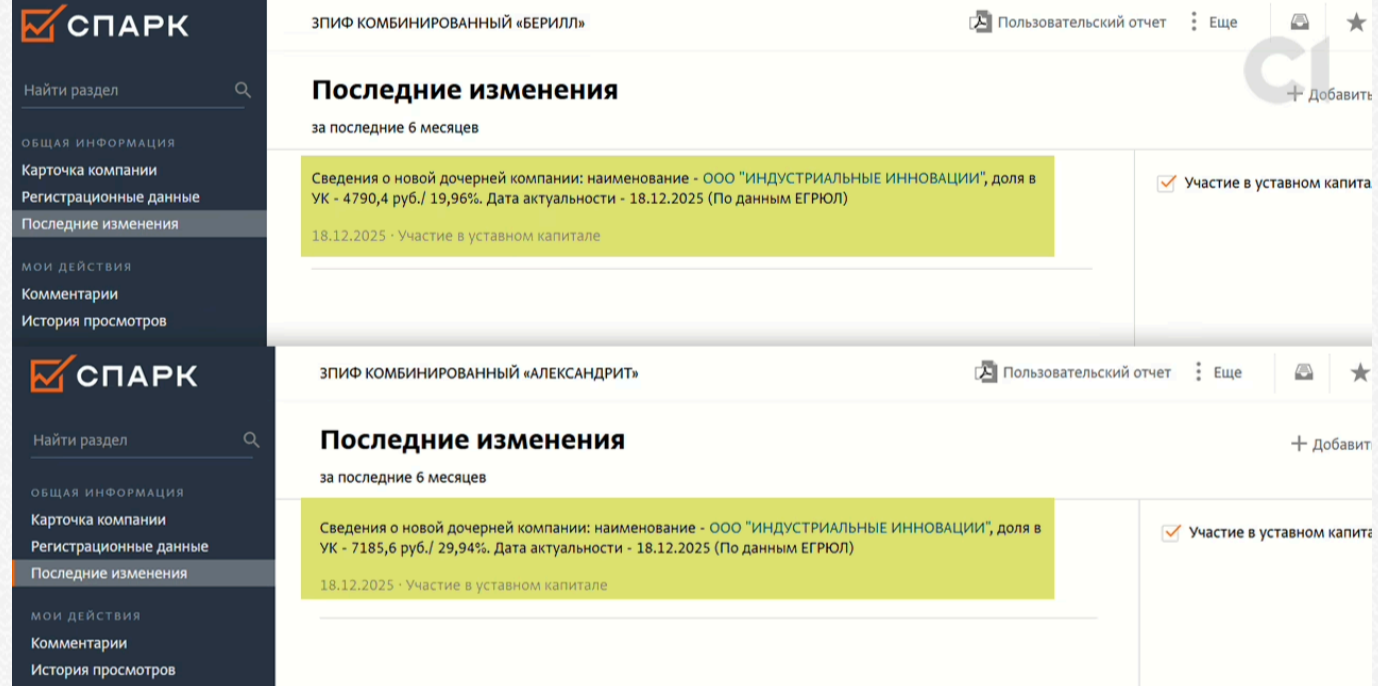 СПАРК
ЗПИФ КОМБИНИРОВАННЫЙ «БЕРИЛЛ»
Пользовательский отчет
Еще
C1
Найти раздел
Последние изменения
+ Добавить
за последние 6 месяцев
ОБЩАЯ ИНФОРМАЦИЯ
Карточка компании
Регистрационные данные
Последние изменения
Сведения о новой дочерней компании: наименование - ООО "ИНДУСТРИАЛЬНЫЕ ИННОВАЦИИ", доля в
УК - 4790,4 руб./ 19,96%. Дата актуальности - 18.12.2025 (По данным ЕГРЮЛ)
18.12.2025 · Участие в уставном капитале
Участие в уставном капита
МОИ ДЕЙСТВИЯ
Комментарии
История просмотров
СПАРК
ЗПИФ КОМБИНИРОВАННЫЙ «АЛЕКСАНДРИТ»
Пользовательский отчет
Еще
Найти раздел
Последние изменения
+ Добавит
за последние 6 месяцев
ОБЩАЯ ИНФОРМАЦИЯ
Карточка компании
Регистрационные данные
Последние изменения
Сведения о новой дочерней компании: наименование - ООО "ИНДУСТРИАЛЬНЫЕ ИННОВАЦИИ", доля в
УК - 7185,6 руб./ 29,94%. Дата актуальности - 18.12.2025 (По данным ЕГРЮЛ)
18.12.2025 · Участие в уставном капитале
Участие в уставном капита
МОИ ДЕЙСТВИЯ
Комментарии
История просмотров